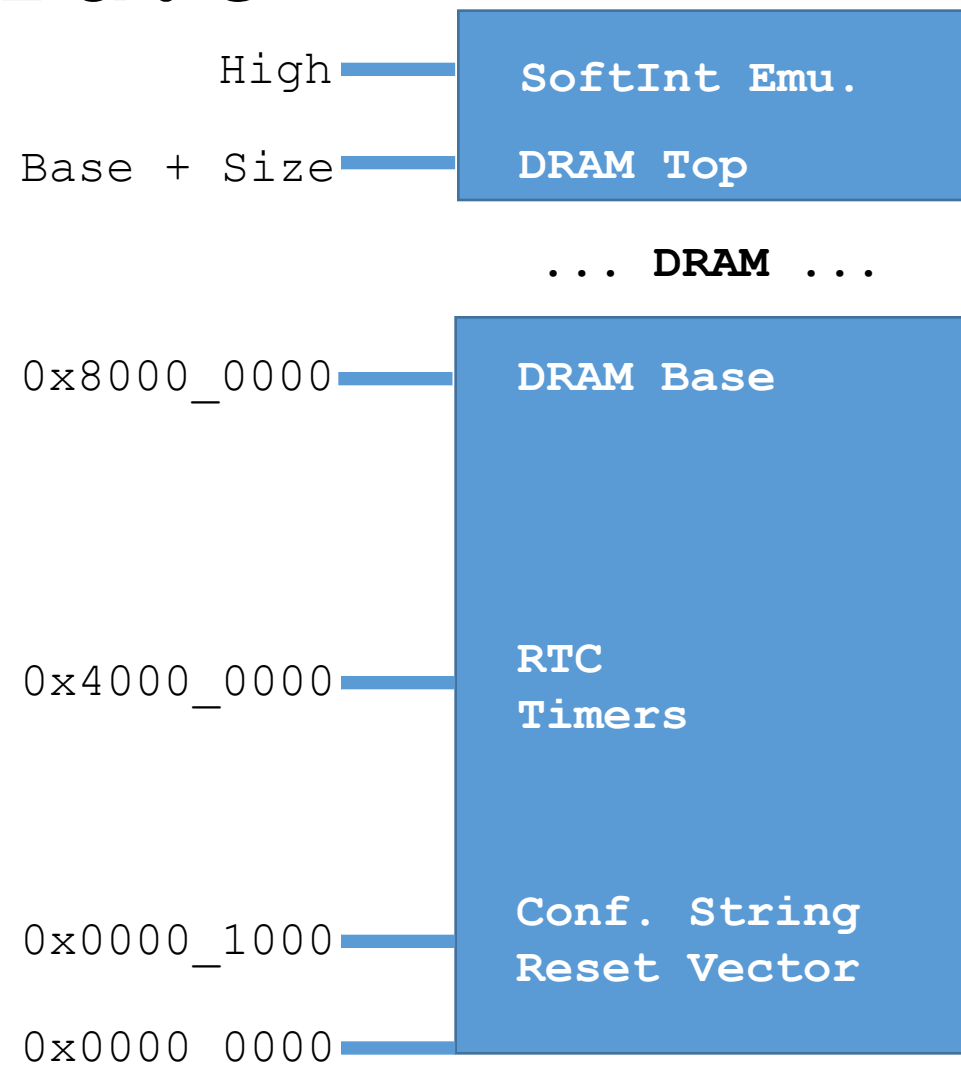 High
SoftInt Emu.
Base + Size
DRAM Top
... DRAM ...
0x8000_0000
DRAM Base
0x4000_0000
RTC
Timers
0x0000_1000
Conf. String
Reset Vector
0x0000 0000